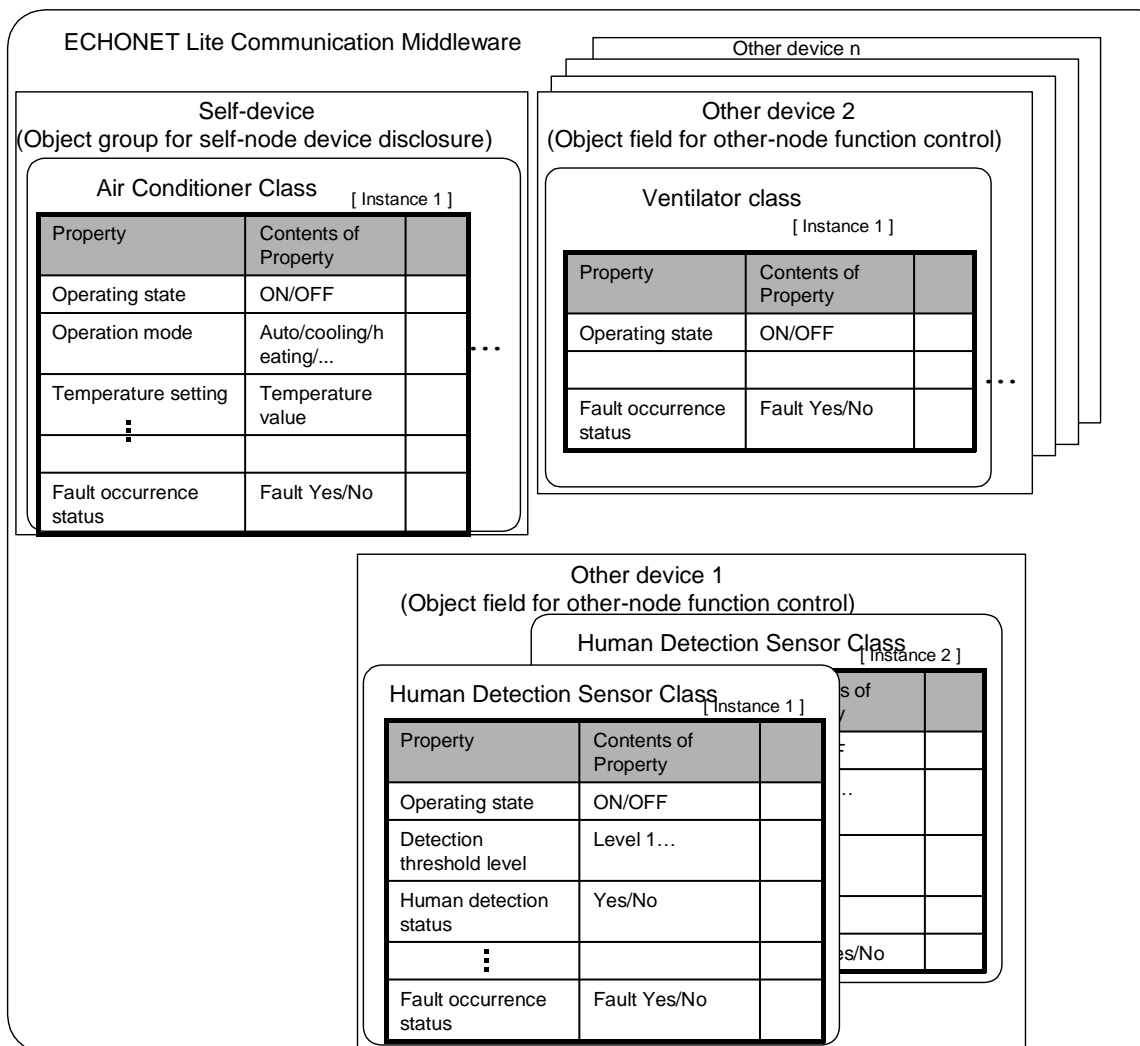 ECHONET Lite Communication Middleware
Other device n
Self-device
(Object group for self-node device disclosure)
Air Conditioner Class
[ Instance 1 ]
Property Contents of
Property
Operating state ON/OFF
Operation mode Auto/cooling/h
eating/...
...
Temperature setting Temperature
value
Fault occurrence Fault Yes/No
status
Other device 2
(Object field for other-node function control)
Ventilator class
[ Instance 1 ]
Property Contents of
Property
Operating state ON/OFF
...
Fault occurrence Fault Yes/No
status
Other device 1
(Object field for other-node function control)
Human Detection Sensor Class
[ Instance 2 ]
s of
Human Detection Sensor Class
[ Instance 1 ]
Property Contents of
Property
Operating state ON/OFF
Detection Level 1…
threshold level
Human detection Yes/No
status
Fault occurrence Fault Yes/No
status
es/No